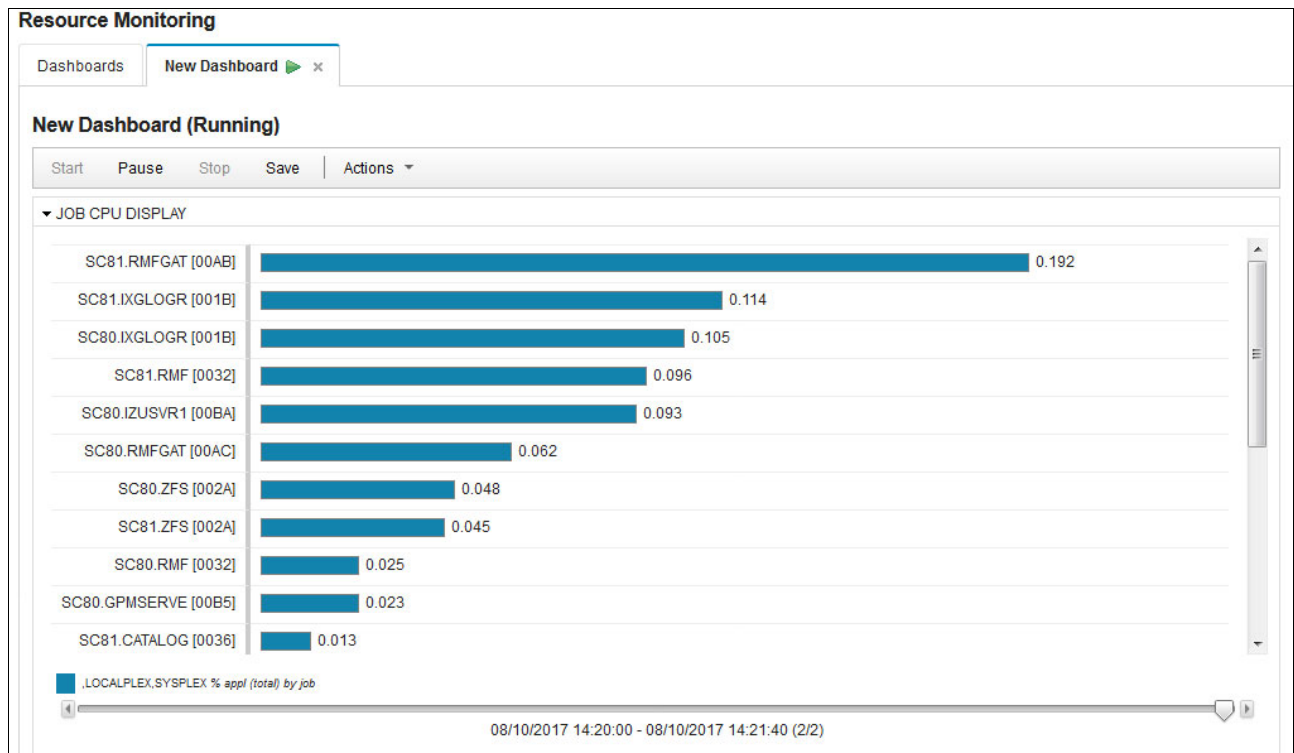 Resource Monitoring
Dashboards New Dashboard
New Dashboard (Running)
Start Pause Stop Save Actions
JOB CPU DISPLAY
SC81.RMFGAT [00AB] 0.192
SC81.IXGLOGR [001B] 0.114
SC80.IXGLOGR [001B] 0.105
SC81.RMF [0032] 0.096
SC80.IZUSVR1 [00BA] 0.093
SC80.RMFGAT [00AC] 0.062
SC80.ZFS [002A] 0.048
SC81.ZFS [002A] 0.045
SC80.RMF [0032] 0.025
SC80.GPMSERVE [00B5] 0.023
SC81.CATALOG [0036] 0.013
,LOCALPLEX,SYSPLEX % appl (total) by job
08/10/2017 14:20:00 - 08/10/2017 14:21:40 (2/2)